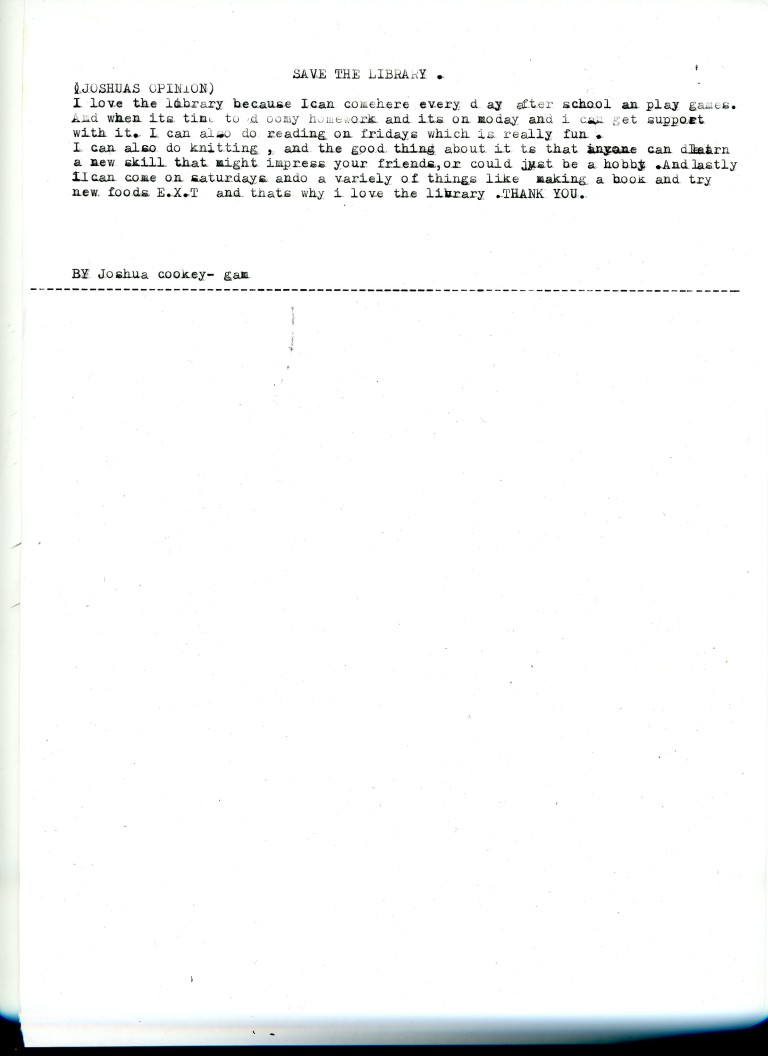 SAVE THE LIBRARY .
(JOSHUAS OPINION)
I love the library because Ican comehere every d ay after school an play games.
And when its time to d oomy homework and its on moday and i can get support
with it. I can also do reading on fridays which is really fun .
I can also do knitting , and the good thing about it ts that anyone can dlearn
a new skill that might impress your friends,or could just be a hobby .And lastly
IIcan come on saturdays ando a variely of things like making a book and try
new foods E.X.T and thats why i love the library .THANK YOU.
BY Joshua cookey- gam